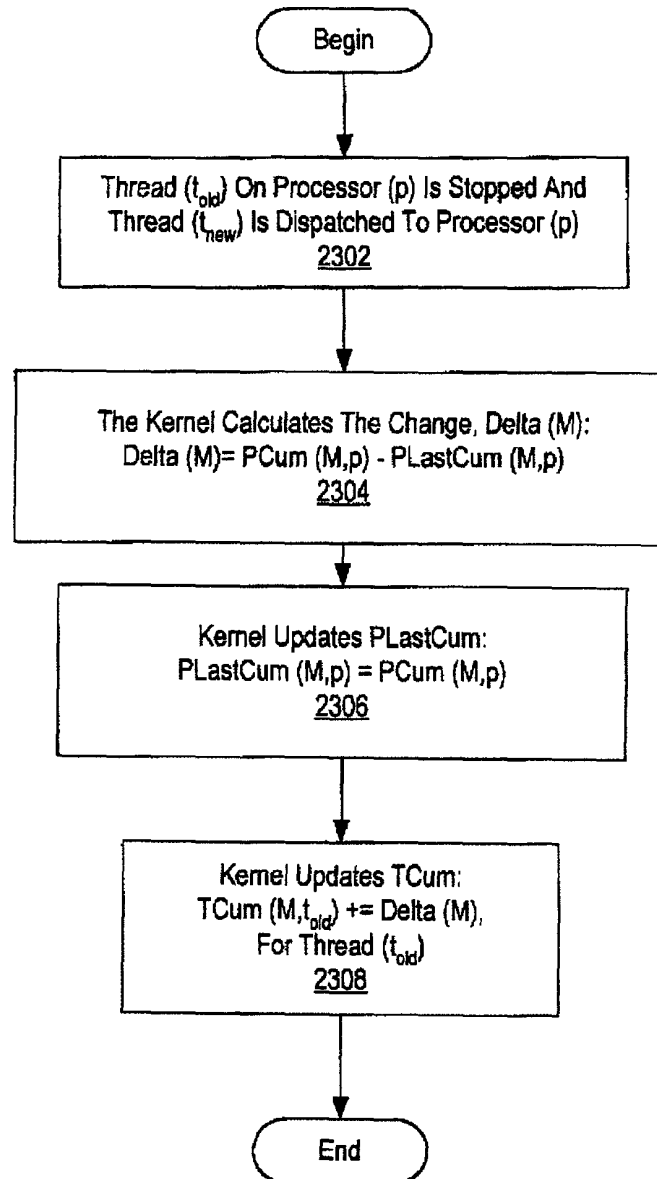 Begin
Thread (t_old) On Processor (p) Is Stopped And
Thread (t_new) Is Dispatched To Processor (p)
2302
The Kernel Calculates The Change, Delta (M):
Delta (M)= PCum (M,p) - PLastCum (M,p)
2304
Kernel Updates PLastCum:
PLastCum (M,p) = PCum (M,p)
2306
Kernel Updates TCum:
TCum (M,t_old) += Delta (M),
For Thread (t_old)
2308
End